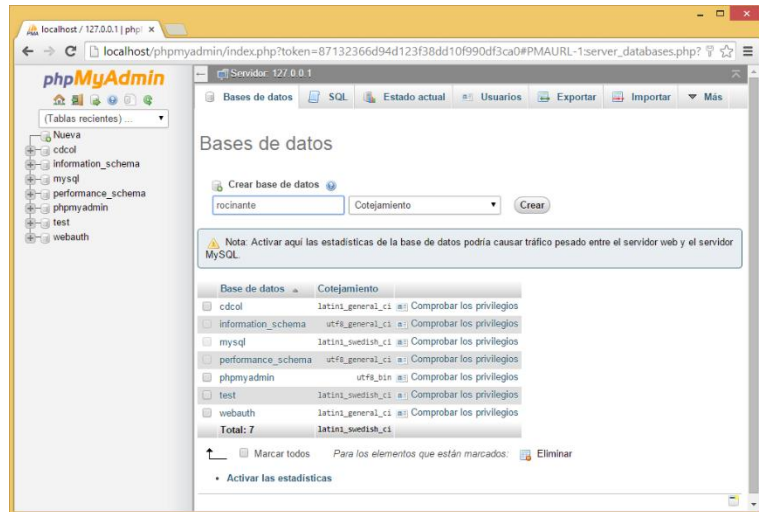 localhost / 127.0.0.1 | php
localhost/phpmyadmin/index.php?token=87132366d94d123f38dd10f990df3ca0#PMAURL-1:server_databases.php?
phpMyAdmin
(Tablas recientes) ...
Nueva
cdcol
information_schema
mysql
performance_schema
phpmyadmin
test
webauth
Servidor: 127.0.0.1
Bases de datos SQL Estado actual Usuarios Exportar Importar Más
Bases de datos
Crear base de datos
rocinante Cotejamiento Crear
Nota: Activar aquí las estadísticas de la base de datos podría causar tráfico pesado entre el servidor web y el servidor
MySQL.
Base de datos Cotejamiento
cdcol latin1_general_ci Comprobar los privilegios
information_schema utf8_general_ci Comprobar los privilegios
mysql latin1_swedish_ci Comprobar los privilegios
performance_schema utf8_general_ci Comprobar los privilegios
phpmyadmin utf8_bin Comprobar los privilegios
test latin1_swedish_ci Comprobar los privilegios
webauth latin1_general_ci Comprobar los privilegios
Total: 7 latin1_swedish_ci
Marcar todos Para los elementos que están marcados: Eliminar
Activar las estadísticas